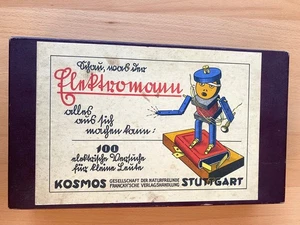 Schau, was der
Elektromann
alles
aus sich
machen kann:
100
elektrische Versuche
für kleine Leute
KOSMOS GESELLSCHAFT DER NATURFREUNDE STUTTGART
FRANCKH'SCHE VERLAGSHANDLUNG